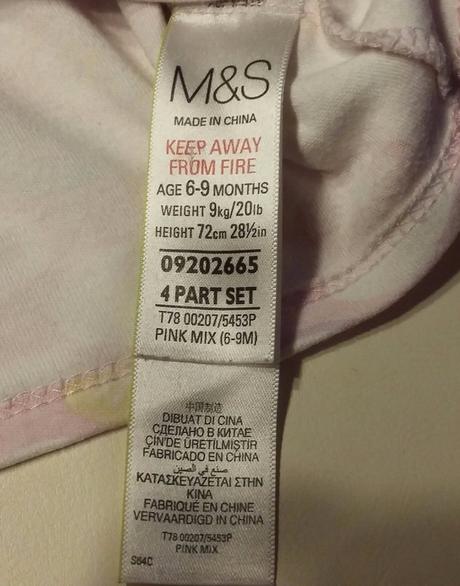 M&S
MADE IN CHINA
KEEP AWAY
FROM FIRE
AGE 6-9 MONTHS
WEIGHT 9kg/20lb
HEIGHT 72cm 28½in
09202665
4 PART SET
T78 00207/5453P
PINK MIX (6-9M)
中国制造
DIBUAT DI CINA
СДЕЛАНО В КИТАЕ
ÇİN'DE ÜRETİLMİŞTİR
FABRICADO EN CHINA
صنع في الصين
ΚΑΤΑΣΚΕΥΑΖΕΤΑΙ ΣΤΗΝ
ΚΙΝΑ
FABRIQUÉ EN CHINE
VERVAARDIGD IN CHINA
T78 00207/5453P
PINK MIX
S64C